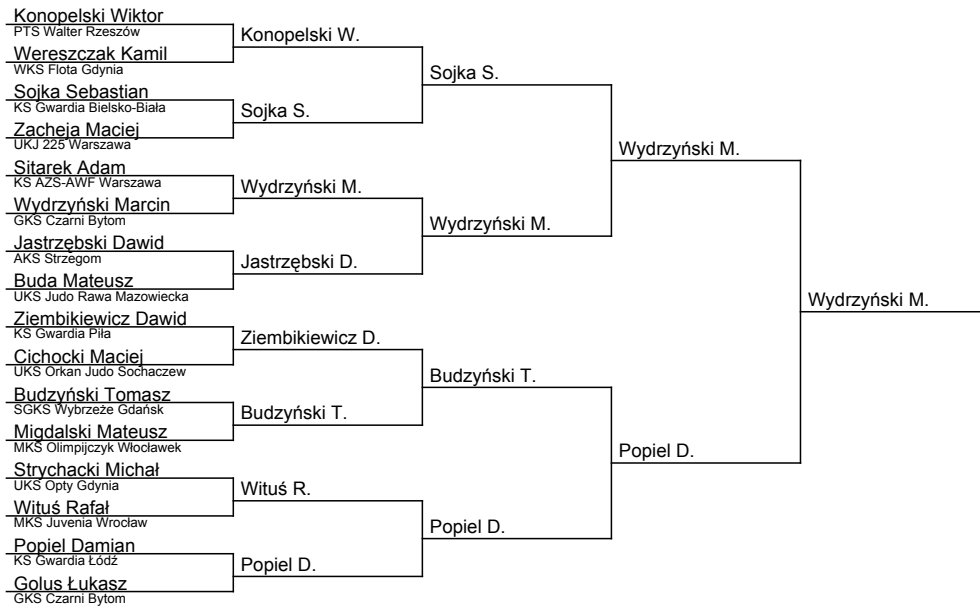 Konopelski Wiktor
PTS Walter Rzeszów
Wereszczak Kamil
WKS Flota Gdynia
Sojka Sebastian
KS Gwardia Bielsko-Biała
Zacheja Maciej
UKJ 225 Warszawa
Sitarek Adam
KS AZS-AWF Warszawa
Wydrzyński Marcin
GKS Czarni Bytom
Jastrzębski Dawid
AKS Strzegom
Buda Mateusz
UKS Judo Rawa Mazowiecka
Ziembikiewicz Dawid
KS Gwardia Piła
Cichocki Maciej
UKS Orkan Judo Sochaczew
Budzyński Tomasz
SGKS Wybrzeże Gdańsk
Migdalski Mateusz
MKS Olimpijczyk Włocławek
Strychacki Michał
UKS Opty Gdynia
Wituś Rafał
MKS Juvenia Wrocław
Popiel Damian
KS Gwardia Łódź
Golus Łukasz
GKS Czarni Bytom
Konopelski W.
Sojka S.
Wydrzyński M.
Jastrzębski D.
Ziembikiewicz D.
Budzyński T.
Wituś R.
Popiel D.
Sojka S.
Wydrzyński M.
Budzyński T.
Popiel D.
Wydrzyński M.
Popiel D.
Wydrzyński M.